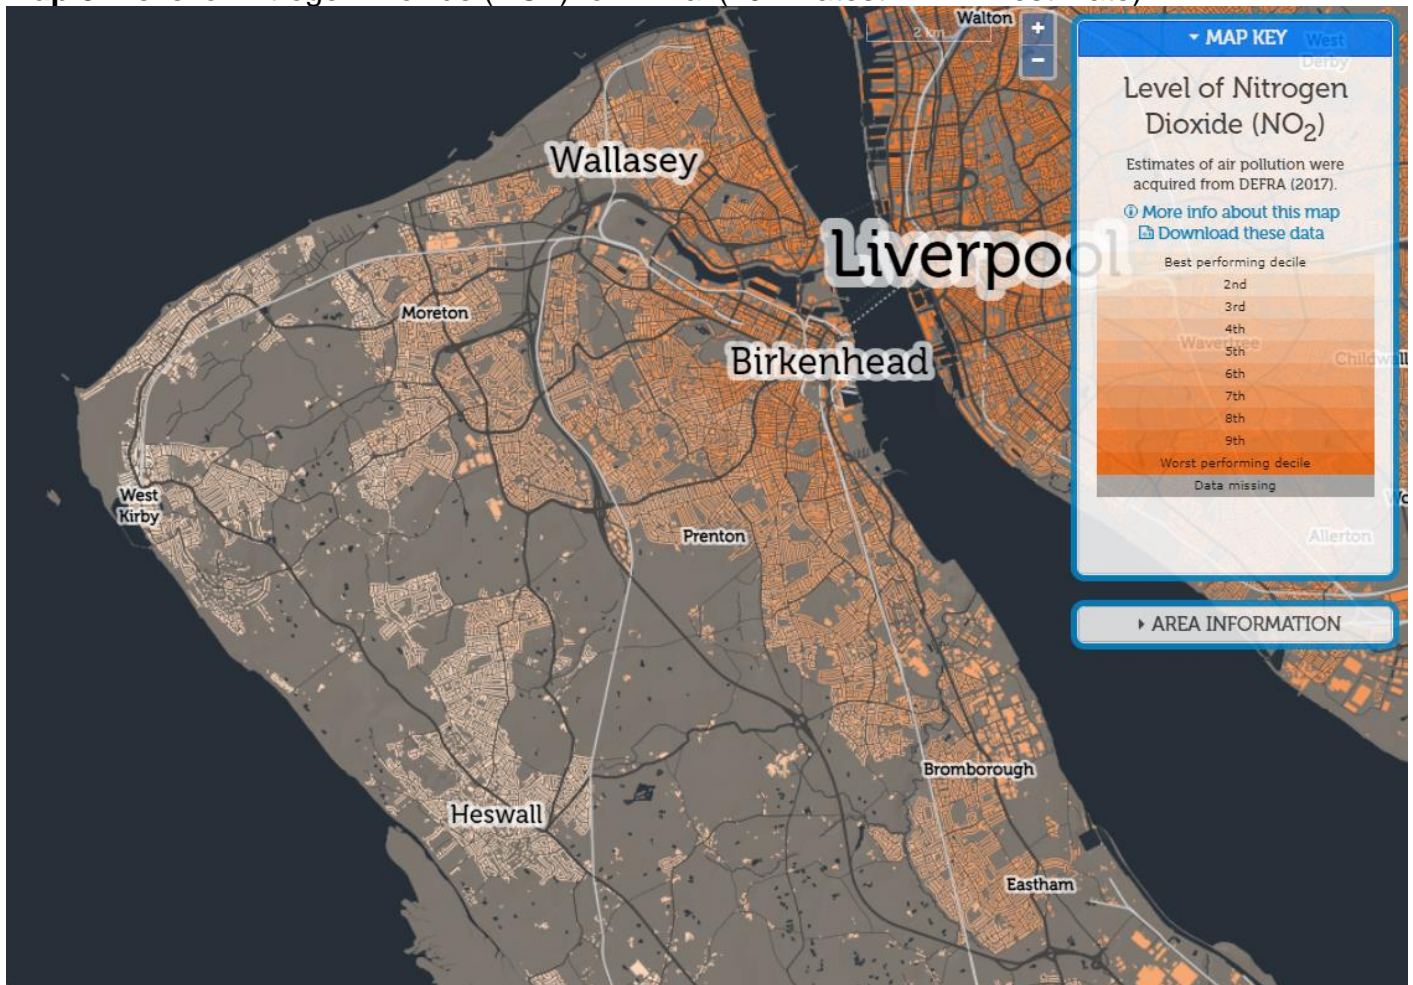 Walton
2 km
+
−
MAP KEY
West
Derby
Level of Nitrogen
Dioxide (NO2)
Estimates of air pollution were
acquired from DEFRA (2017).
More info about this map
Download these data
Best performing decile
2nd
3rd
4th
5th
6th
7th
8th
9th
Worst performing decile
Data missing
AREA INFORMATION
Wallasey
Liverpool
Moreton
Birkenhead
Wavertree
West
Kirby
Prenton
Allerton
Bromborough
Heswall
Eastham